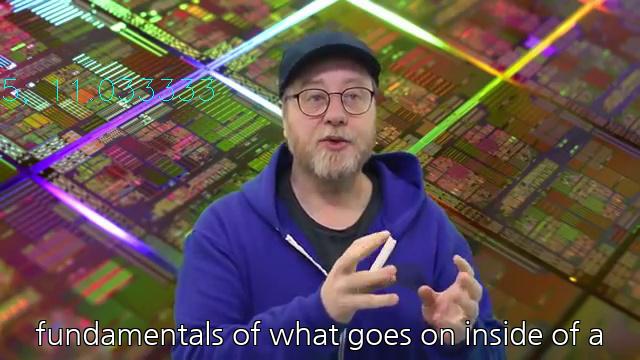 5, 11.033333
fundamentals of what goes on inside of a